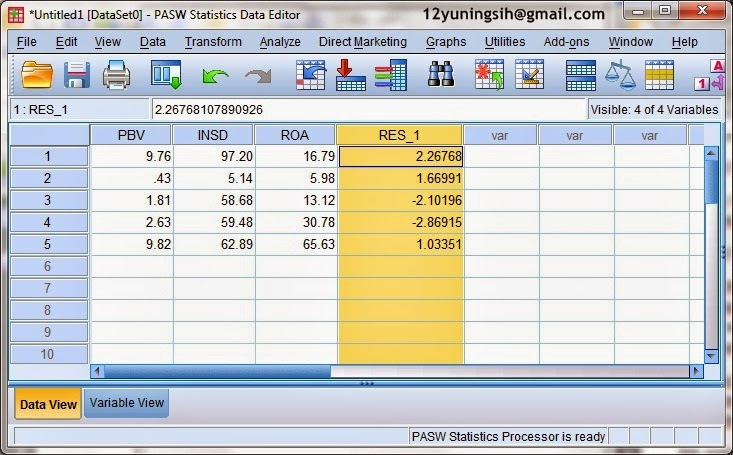 *Untitled1 [DataSet0] - PASW Statistics Data Editor 12yuningsih@gmail.com
File Edit View Data Transform Analyze Direct Marketing Graphs Utilities Add-ons Window Help
1 : RES_1 2.26768107890926 Visible: 4 of 4 Variables
PBV INSD ROA RES_1 var var var
1 9.76 97.20 16.79 2.26768
2 .43 5.14 5.98 1.66991
3 1.81 58.68 13.12 -2.10196
4 2.63 59.48 30.78 -2.86915
5 9.82 62.89 65.63 1.03351
6
7
8
9
10
Data View Variable View
PASW Statistics Processor is ready